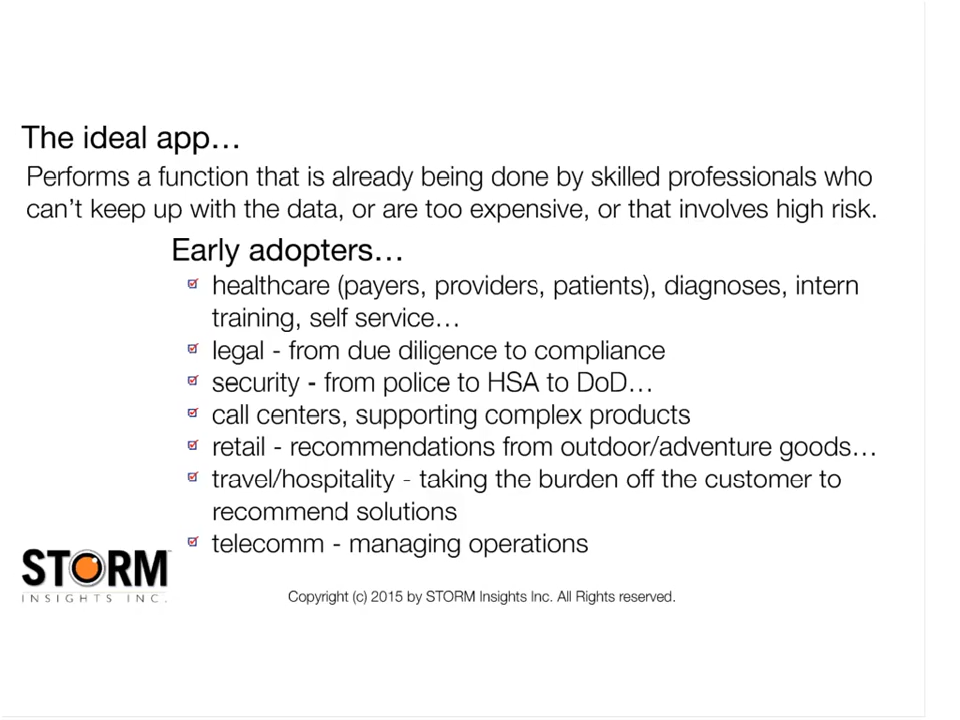 The ideal app…
Performs a function that is already being done by skilled professionals who
can’t keep up with the data, or are too expensive, or that involves high risk.
Early adopters…
healthcare (payers, providers, patients), diagnoses, intern
training, self service…
legal - from due diligence to compliance
security - from police to HSA to DoD…
call centers, supporting complex products
retail - recommendations from outdoor/adventure goods…
travel/hospitality - taking the burden off the customer to
recommend solutions
telecomm - managing operations
STORM
INSIGHTS INC.
Copyright (c) 2015 by STORM Insights Inc. All Rights reserved.